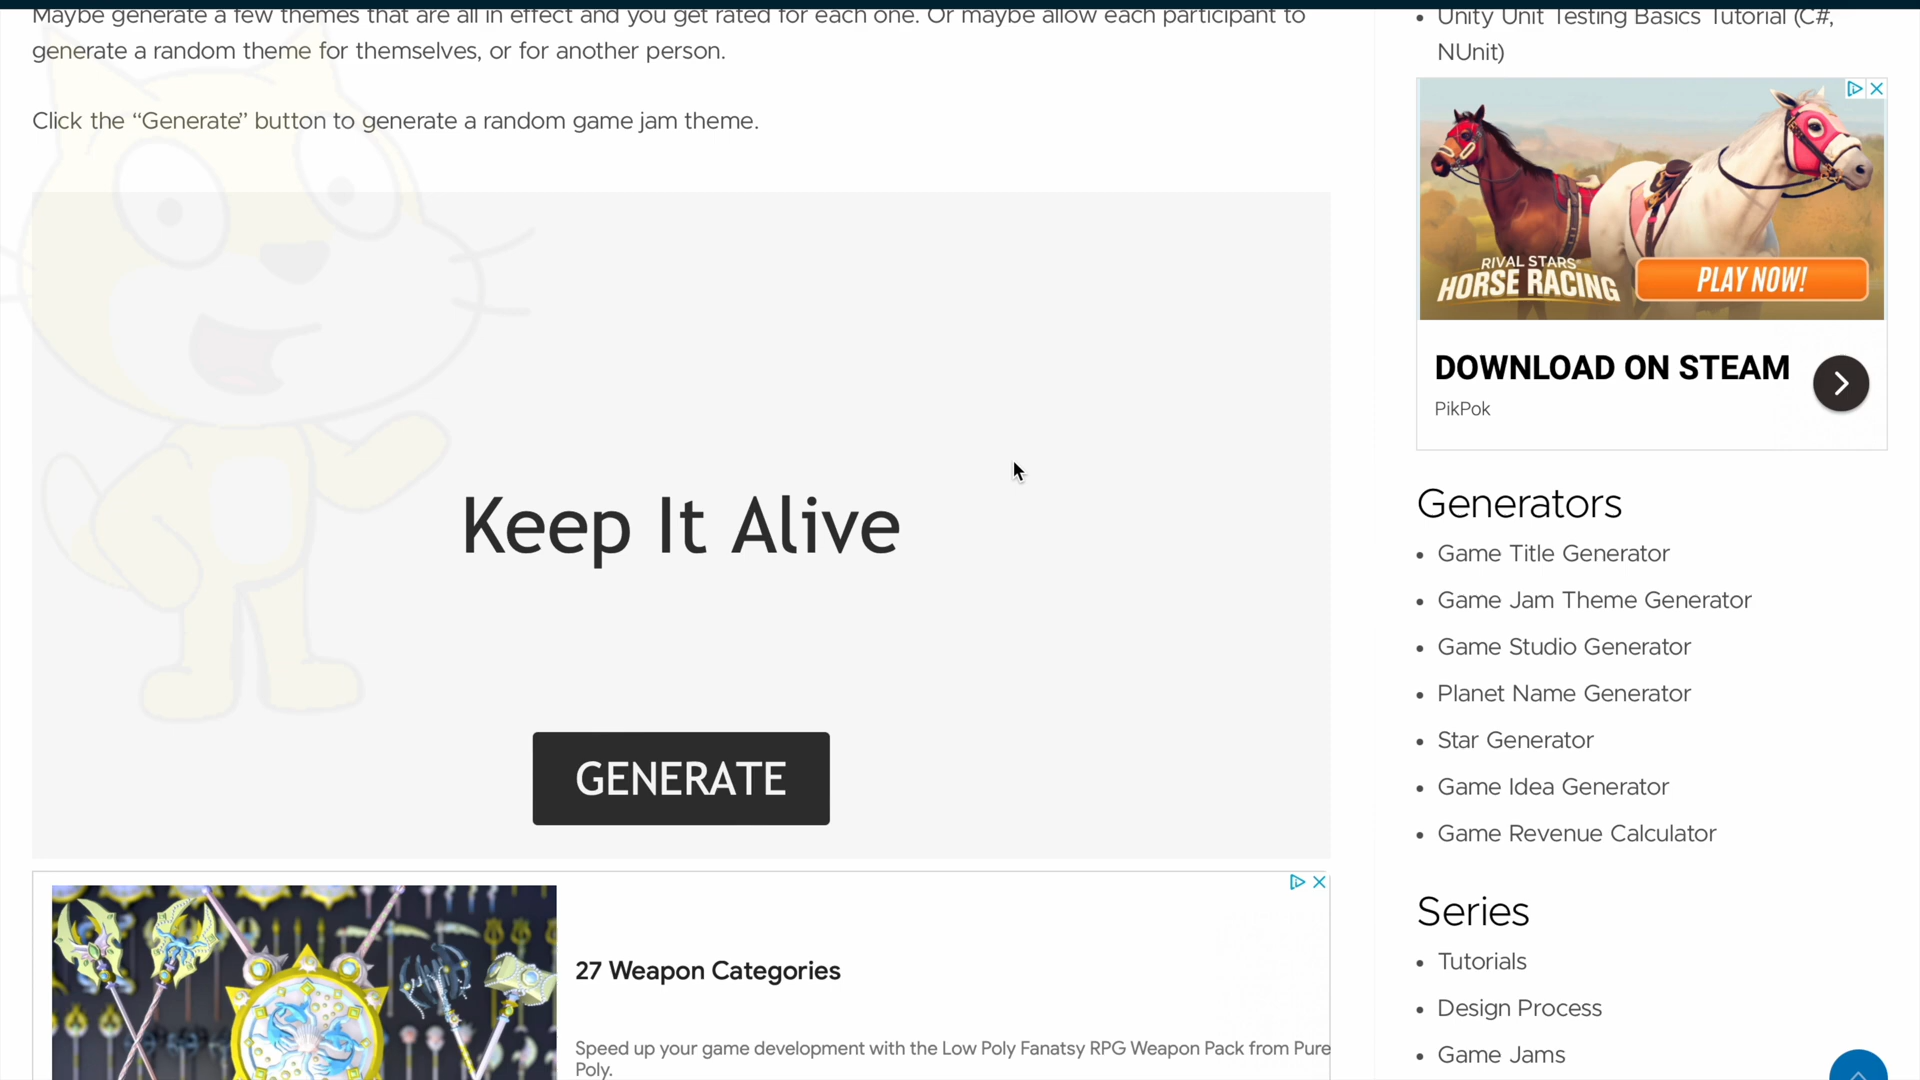 Maybe generate a few themes that are all in effect and you get rated for each one. Or maybe allow each participant to
generate a random theme for themselves, or for another person.
Click the “Generate” button to generate a random game jam theme.
Keep It Alive
GENERATE
27 Weapon Categories
Speed up your game development with the Low Poly Fanatsy RPG Weapon Pack from Pure
Poly.
Unity Unit Testing Basics Tutorial (C#,
NUnit)
RIVAL STARS
HORSE RACING
PLAY NOW!
DOWNLOAD ON STEAM
PikPok
Generators
Game Title Generator
Game Jam Theme Generator
Game Studio Generator
Planet Name Generator
Star Generator
Game Idea Generator
Game Revenue Calculator
Series
Tutorials
Design Process
Game Jams